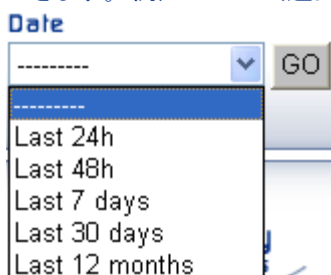 Date
--------- GO
---------
Last 24h
Last 48h
Last 7 days
Last 30 days
Last 12 months